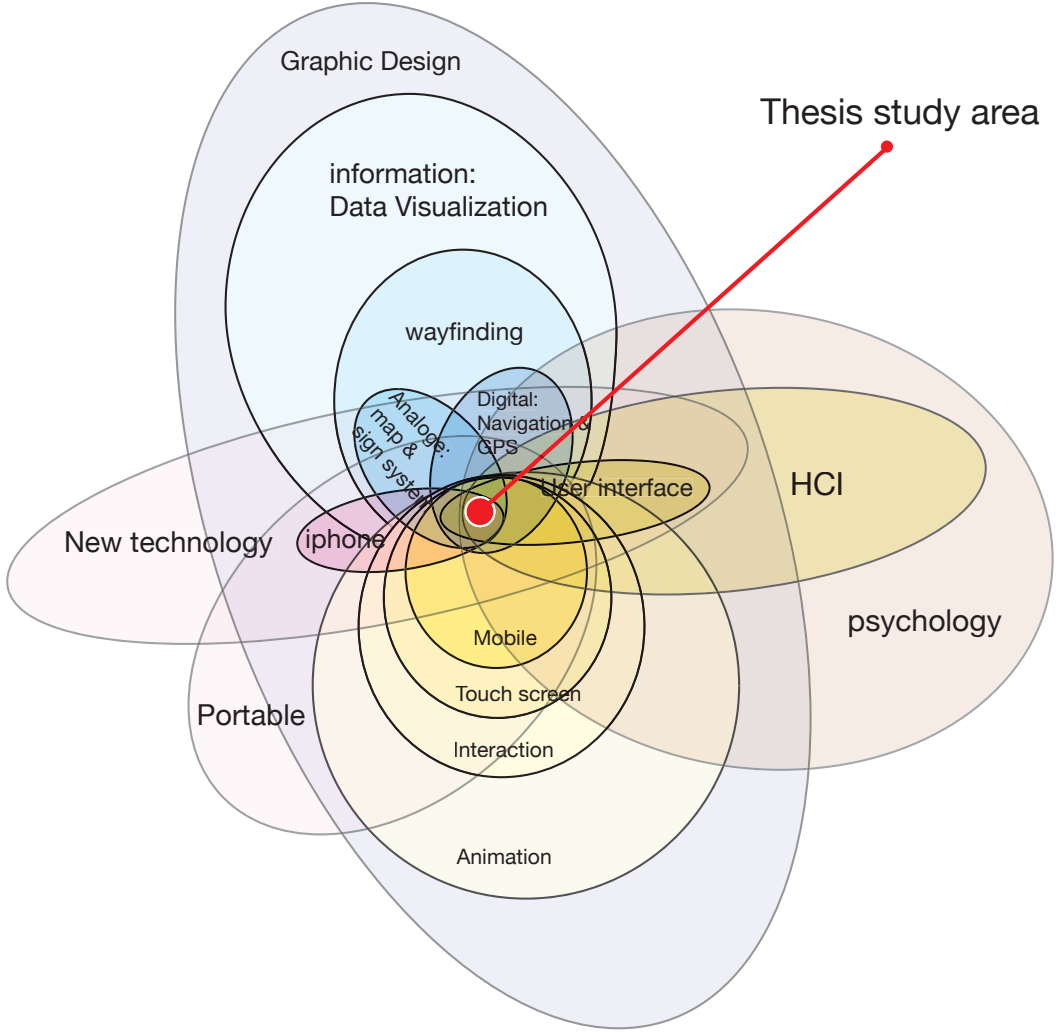 Graphic Design
Thesis study area
information:
Data Visualization
wayfinding
Analoge:
map &
sign system
Digital:
Navigation &
GPS
User interface
HCI
New technology
iphone
psychology
Mobile
Touch screen
Portable
Interaction
Animation